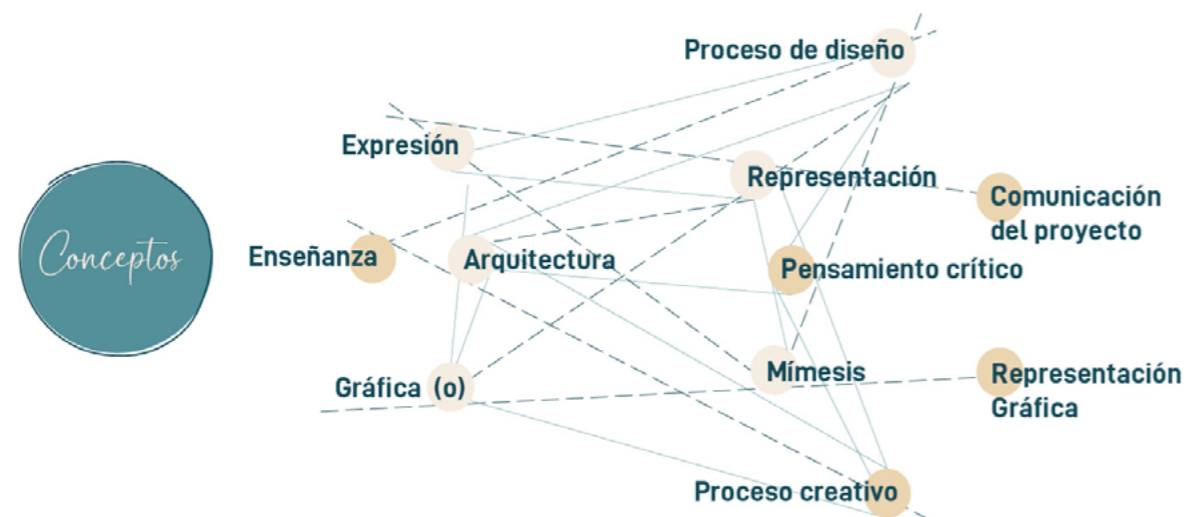 Conceptos
Proceso de diseño
Expresión
Representación
Comunicación
del proyecto
Enseñanza
Arquitectura
Pensamiento crítico
Gráfica (o)
Mímesis
Representación
Gráfica
Proceso creativo